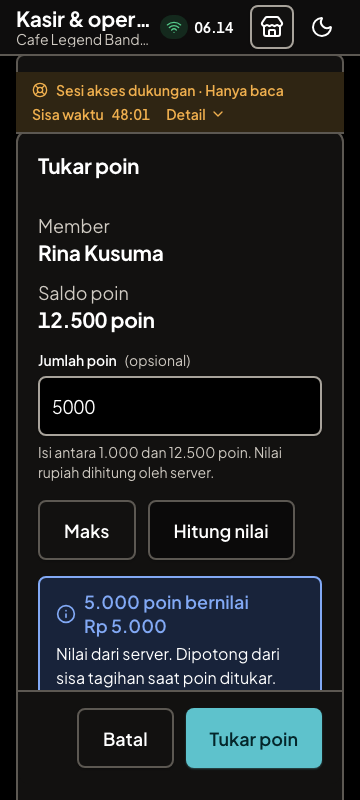 Kasir & oper...
Cafe Legend Band...
06.14
Sesi akses dukungan · Hanya baca
Sisa waktu 48:01 Detail
Tukar poin
Member
Rina Kusuma
Saldo poin
12.500 poin
Jumlah poin (opsional)
5000
Isi antara 1.000 dan 12.500 poin. Nilai
rupiah dihitung oleh server.
Maks
Hitung nilai
5.000 poin bernilai
Rp 5.000
Nilai dari server. Dipotong dari
sisa tagihan saat poin ditukar.
Batal
Tukar poin